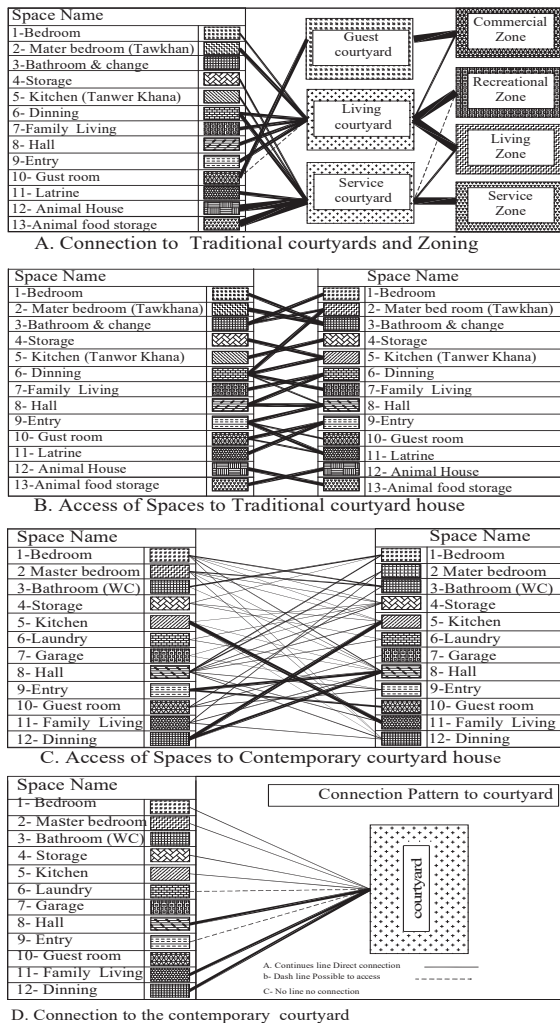 Space Name
1-Bedroom
2- Mater bedroom (Tawkhan)
3-Bathroom & change
4-Storage
5- Kitchen (Tanwer Khana)
6- Dinning
7-Family Living
8- Hall
9-Entry
10- Gust room
11- Latrine
12- Animal House
13-Animal food storage
Guest
courtyard
Living
courtyard
Service
courtyard
Commercial
Zone
Recreational
Zone
Living
Zone
Service
Zone
A. Connection to Traditional courtyards and Zoning
Space Name
1-Bedroom
2- Mater bedroom (Tawkhana)
3-Bathroom & change
4-Storage
5- Kitchen (Tanwor Khana)
6- Dinning
7-Family Living
8- Hall
9-Entry
10- Gust room
11- Latrine
12- Animal House
13-Animal food storage
Space Name
1-Bedroom
2- Mater bed room (Tawkhan)
3-Bathroom & change
4-Storage
5-Kitchen (Tanwer Khana)
6- Dinning
7-Family Living
8- Hall
9-Entry
10- Guest room
11- Latrine
12- Animal House
13-Animal food storage
B. Access of Spaces to Traditional courtyard house
Space Name
1-Bedroom
2 Master bedroom
3-Bathroom (WC)
4-Storage
5- Kitchen
6-Laundry
7- Garage
8- Hall
9-Entry
10- Guest room
11- Family Living
12- Dinning
Space Name
1-Bedroom
2 Mater bedroom
3-Bathroom (WC)
4-Storage
5- Kitchen
6-Laundry
7- Garage
8- Hall
9-Entry
10- Guest room
11- Family Living
12- Dinning
C. Access of Spaces to Contemporary courtyard house
Space Name
1- Bedroom
2- Master bedroom
3- Bathroom (WC)
4- Storage
5- Kitchen
6- Laundry
7- Garage
8- Hall
9- Entry
10- Guest room
11- Family Living
12- Dinning
Connection Pattern to courtyard
courtyard
A. Continues line Direct connection
b- Dash line Possible to access
C- No line no connection
D. Connection to the contemporary courtyard